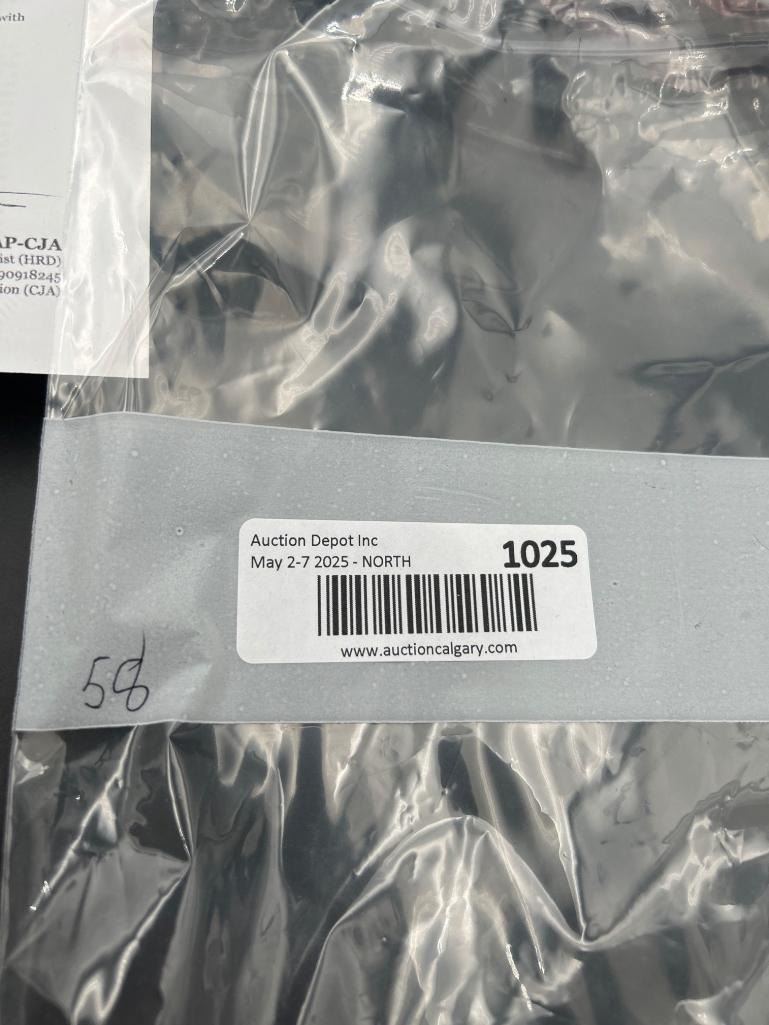 with
AP-CJA
ist (HRD)
90918245
ion (CJA)
Auction Depot Inc
May 2-7 2025 - NORTH
1025
www.auctioncalgary.com
58